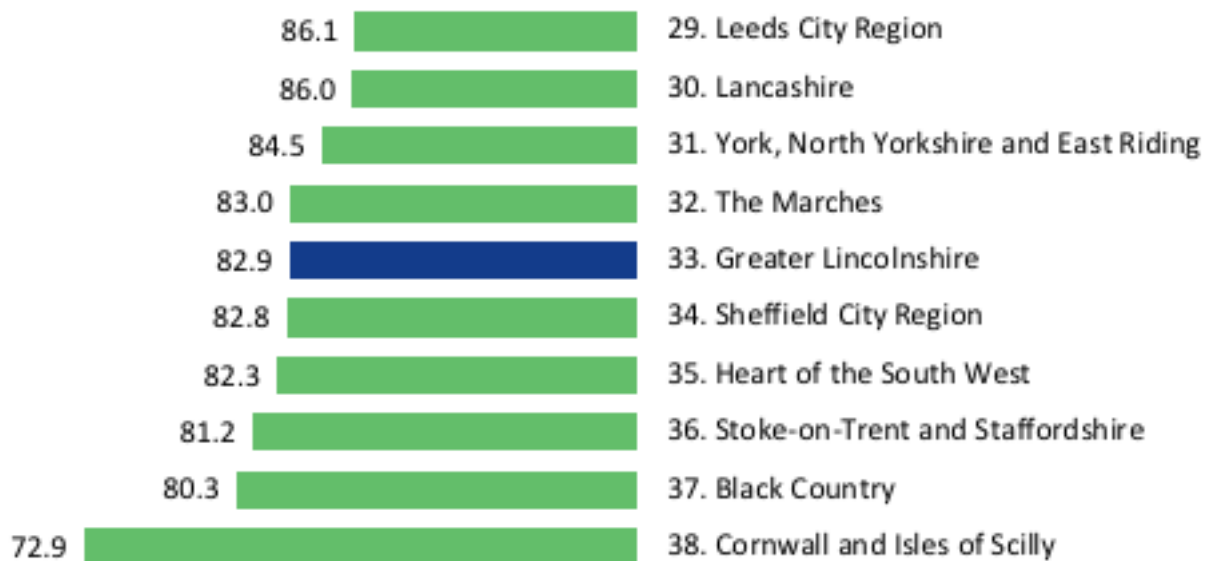 86.1 29. Leeds City Region
86.0 30. Lancashire
84.5 31. York, North Yorkshire and East Riding
83.0 32. The Marches
82.9 33. Greater Lincolnshire
82.8 34. Sheffield City Region
82.3 35. Heart of the South West
81.2 36. Stoke-on-Trent and Staffordshire
80.3 37. Black Country
72.9 38. Cornwall and Isles of Scilly